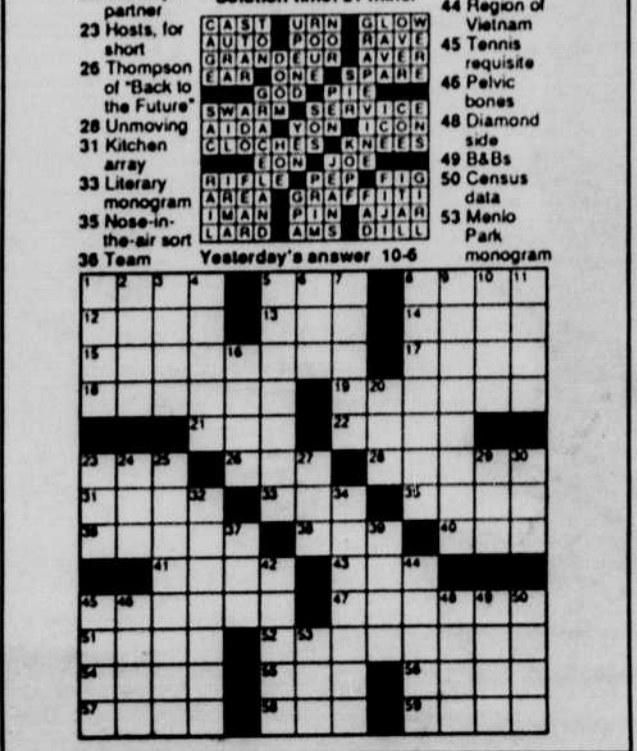 partner
23 Hosts, for
short
26 Thompson
of "Back to
the Future"
28 Unmoving
31 Kitchen
array
33 Literary
monogram
35 Nose-in-
the-air sort
36 Team
CAST URN GLOW
AUTO POO RAVE
GRANDEUR AVER
EAR ONE SPARE
GOD PIE
SWARM SERVICE
AIDA YON ICON
CLOCHES KNEES
EON JOE
RIFLE PEP FIG
AREA GRAFFITI
IMAN PIN AJAR
LARD AMS DILL
Yesterday's answer 10-6
44 Region of
Vietnam
45 Tennis
requisite
46 Pelvic
bones
48 Diamond
side
49 B&Bs
50 Census
data
53 Menlo
Park
monogram
1 2 3 4 5 6 7 8 9 10 11
12 13 14
15 16 17
18 19 20
21 22
23 24 25 26 27 28 29 30
31 32 33 34 35
36 37 38 39 40
41 42 43 44
45 46 47 48 49 50
51 52 53
54 55 56
57 58 59